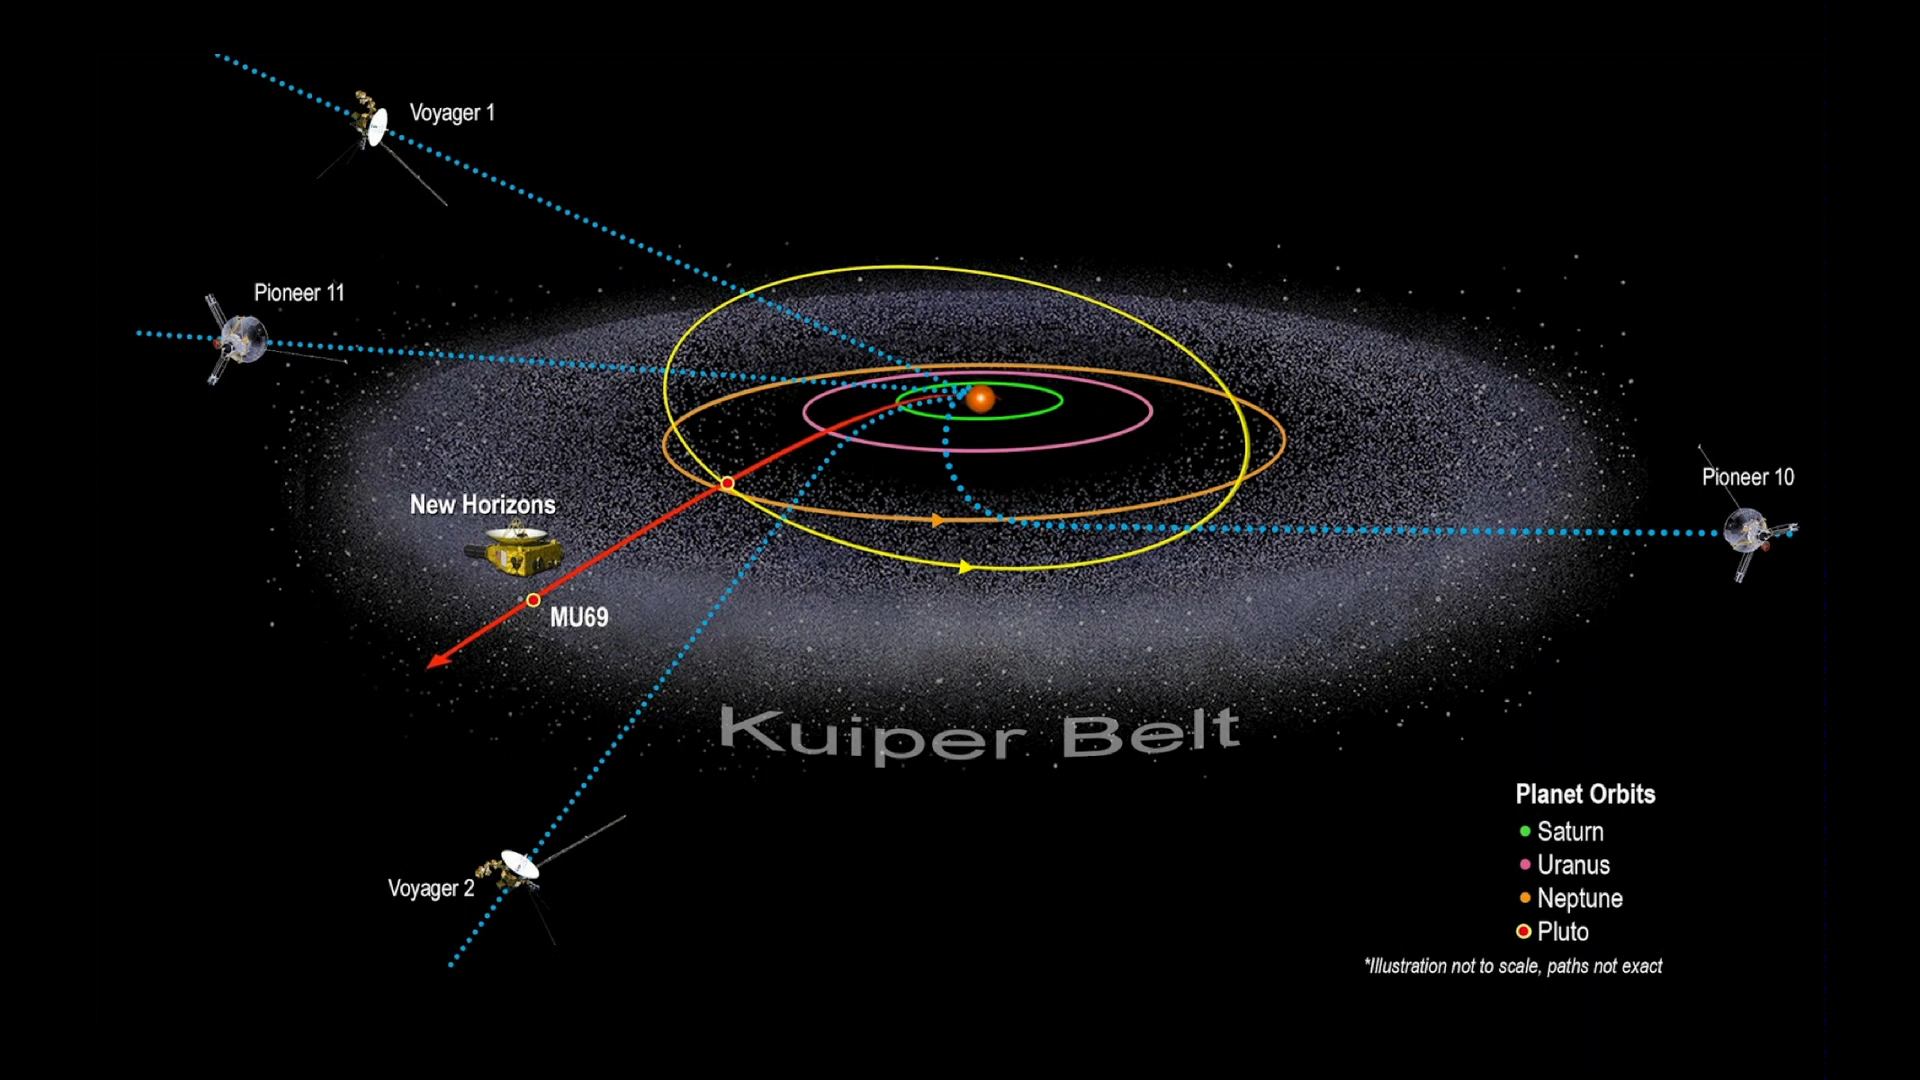 Voyager 1
Pioneer 11
Pioneer 10
New Horizons
MU69
Kuiper Belt
Voyager 2
Planet Orbits
Saturn
Uranus
Neptune
Pluto
*Illustration not to scale, paths not exact